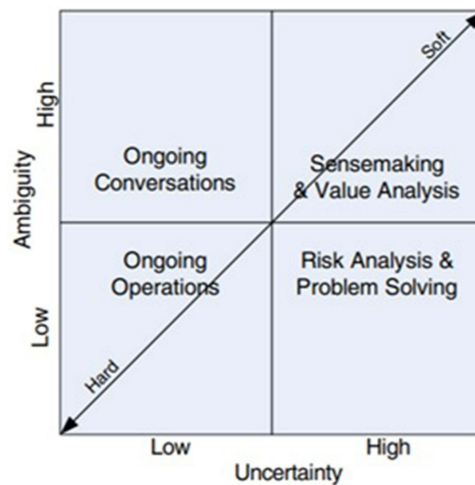 Soft
High
Ambiguity
Low
Ongoing
Conversations
Sensemaking
& Value Analysis
Ongoing
Operations
Risk Analysis &
Problem Solving
Hard
Low
High
Uncertainty